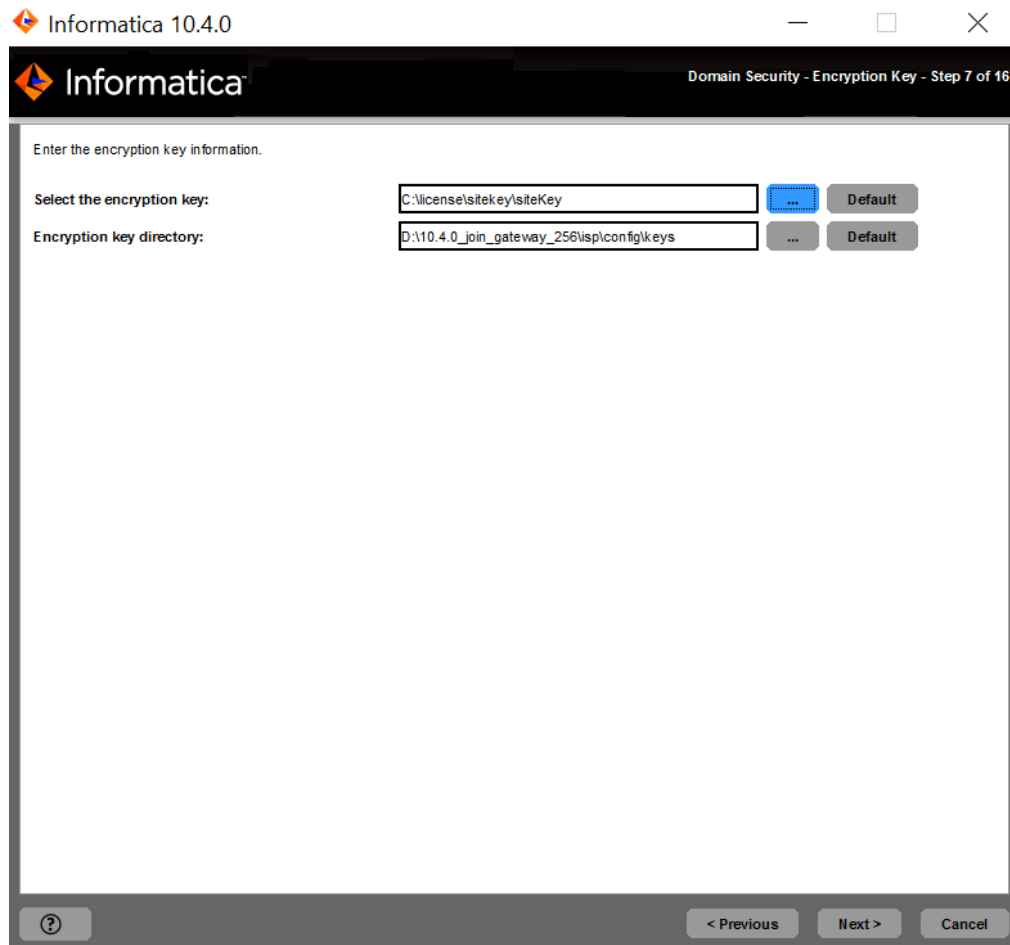 Informatica 10.4.0
Informatica
Domain Security - Encryption Key - Step 7 of 16
Enter the encryption key information.
Select the encryption key: C:\license\sitekey\siteKey ... Default
Encryption key directory: D:\10.4.0_join_gateway_256\isp\config\keys ... Default
? < Previous Next > Cancel